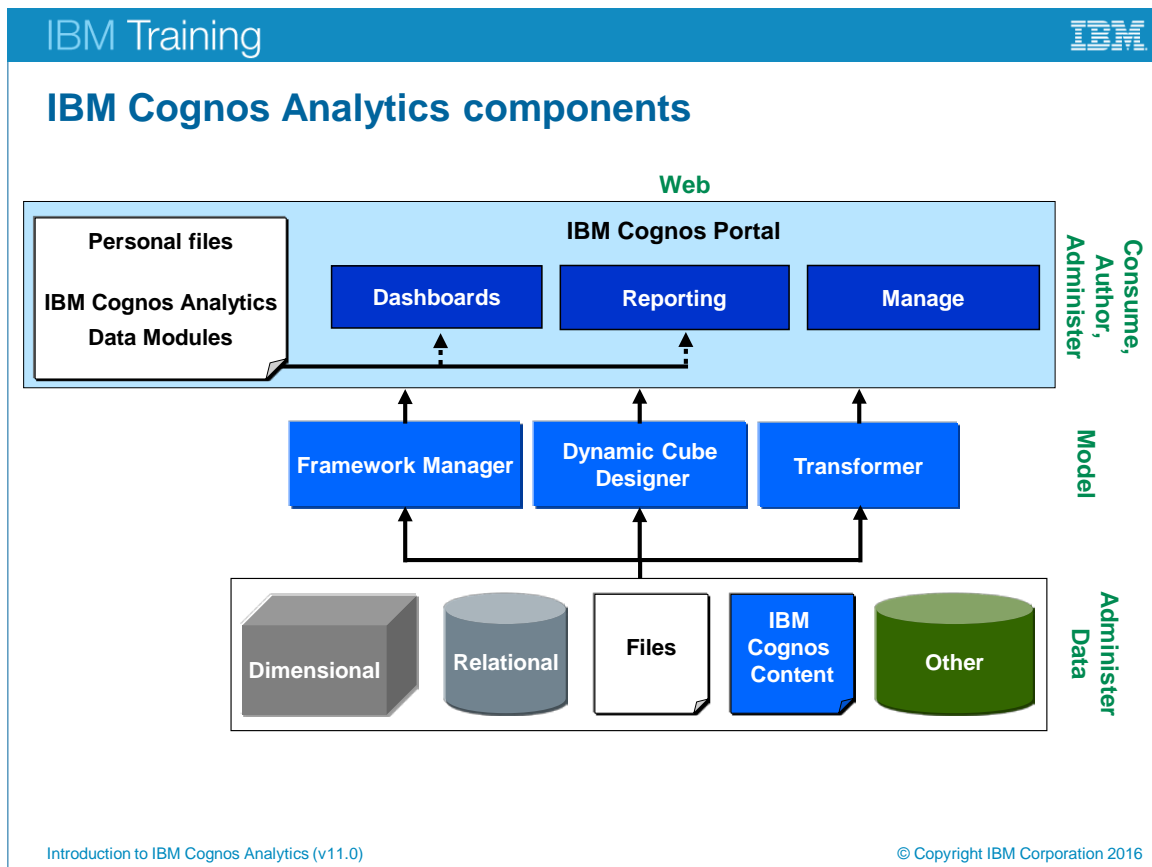 IBM Training
IBM
IBM Cognos Analytics components
Web
Personal files
IBM Cognos Analytics
Data Modules
IBM Cognos Portal
Dashboards
Reporting
Manage
Consume,
Author,
Administer
Framework Manager
Dynamic Cube
Designer
Transformer
Model
Dimensional
Relational
Files
IBM
Cognos
Content
Other
Administer
Data
Introduction to IBM Cognos Analytics (v11.0)
© Copyright IBM Corporation 2016